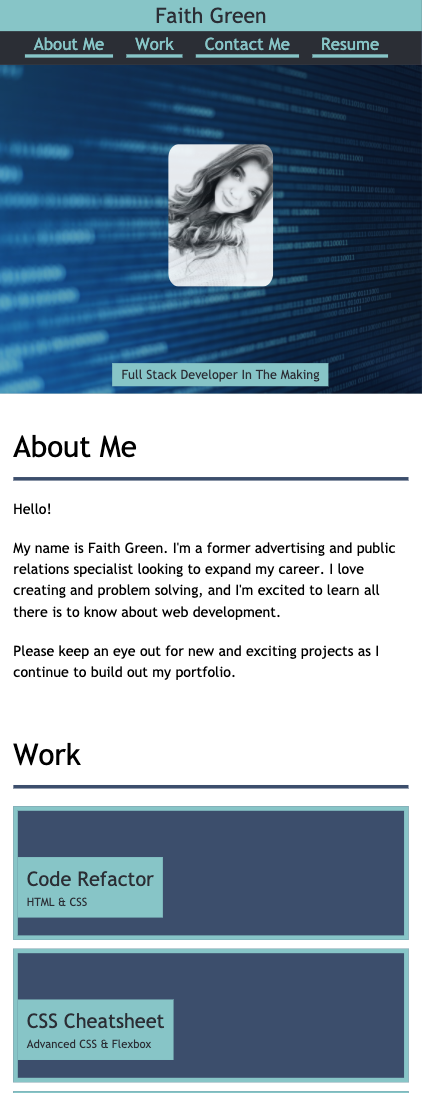 Faith Green
About Me Work Contact Me Resume
Full Stack Developer In The Making
About Me
Hello!
My name is Faith Green. I'm a former advertising and public
relations specialist looking to expand my career. I love
creating and problem solving, and I'm excited to learn all
there is to know about web development.
Please keep an eye out for new and exciting projects as I
continue to build out my portfolio.
Work
Code Refactor
HTML & CSS
CSS Cheatsheet
Advanced CSS & Flexbox